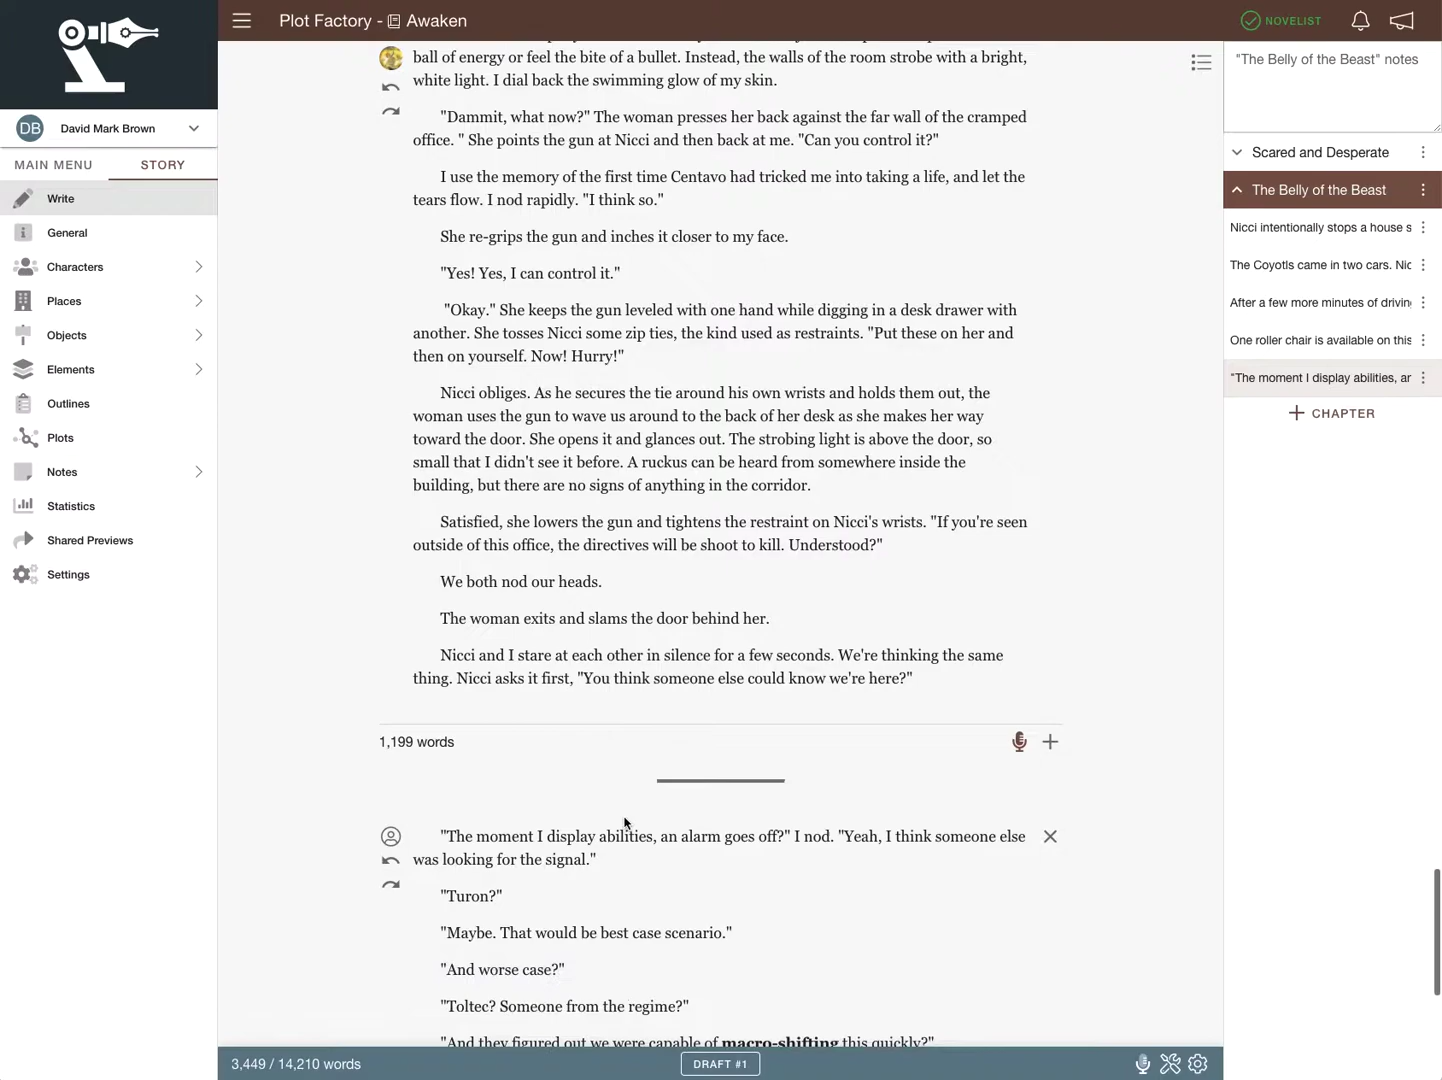 Plot Factory - Awaken
NOVELIST
DB
David Mark Brown
MAIN MENU
STORY
Write
General
Characters
Places
Objects
Elements
Outlines
Plots
Notes
Statistics
Shared Previews
Settings
ball of energy or feel the bite of a bullet. Instead, the walls of the room strobe with a bright,
white light. I dial back the swimming glow of my skin.
"Dammit, what now?" The woman presses her back against the far wall of the cramped
office. " She points the gun at Nicci and then back at me. "Can you control it?"
I use the memory of the first time Centavo had tricked me into taking a life, and let the
tears flow. I nod rapidly. "I think so."
She re-grips the gun and inches it closer to my face.
"Yes! Yes, I can control it."
"Okay." She keeps the gun leveled with one hand while digging in a desk drawer with
another. She tosses Nicci some zip ties, the kind used as restraints. "Put these on her and
then on yourself. Now! Hurry!"
Nicci obliges. As he secures the tie around his own wrists and holds them out, the
woman uses the gun to wave us around to the back of her desk as she makes her way
toward the door. She opens it and glances out. The strobing light is above the door, so
small that I didn't see it before. A ruckus can be heard from somewhere inside the
building, but there are no signs of anything in the corridor.
Satisfied, she lowers the gun and tightens the restraint on Nicci's wrists. "If you're seen
outside of this office, the directives will be shoot to kill. Understood?"
We both nod our heads.
The woman exits and slams the door behind her.
Nicci and I stare at each other in silence for a few seconds. We're thinking the same
thing. Nicci asks it first, "You think someone else could know we're here?"
1,199 words
"The moment I display abilities, an alarm goes off?" I nod. "Yeah, I think someone else
was looking for the signal."
"Turon?"
"Maybe. That would be best case scenario."
"And worse case?"
"Toltec? Someone from the regime?"
"And they figured out we were capable of macro-shifting this quickly?"
3,449 / 14,210 words
DRAFT #1
"The Belly of the Beast" notes
Scared and Desperate
The Belly of the Beast
Nicci intentionally stops a house s
The Coyotls came in two cars. Nic
After a few more minutes of drivin
One roller chair is available on this
"The moment I display abilities, ar
CHAPTER